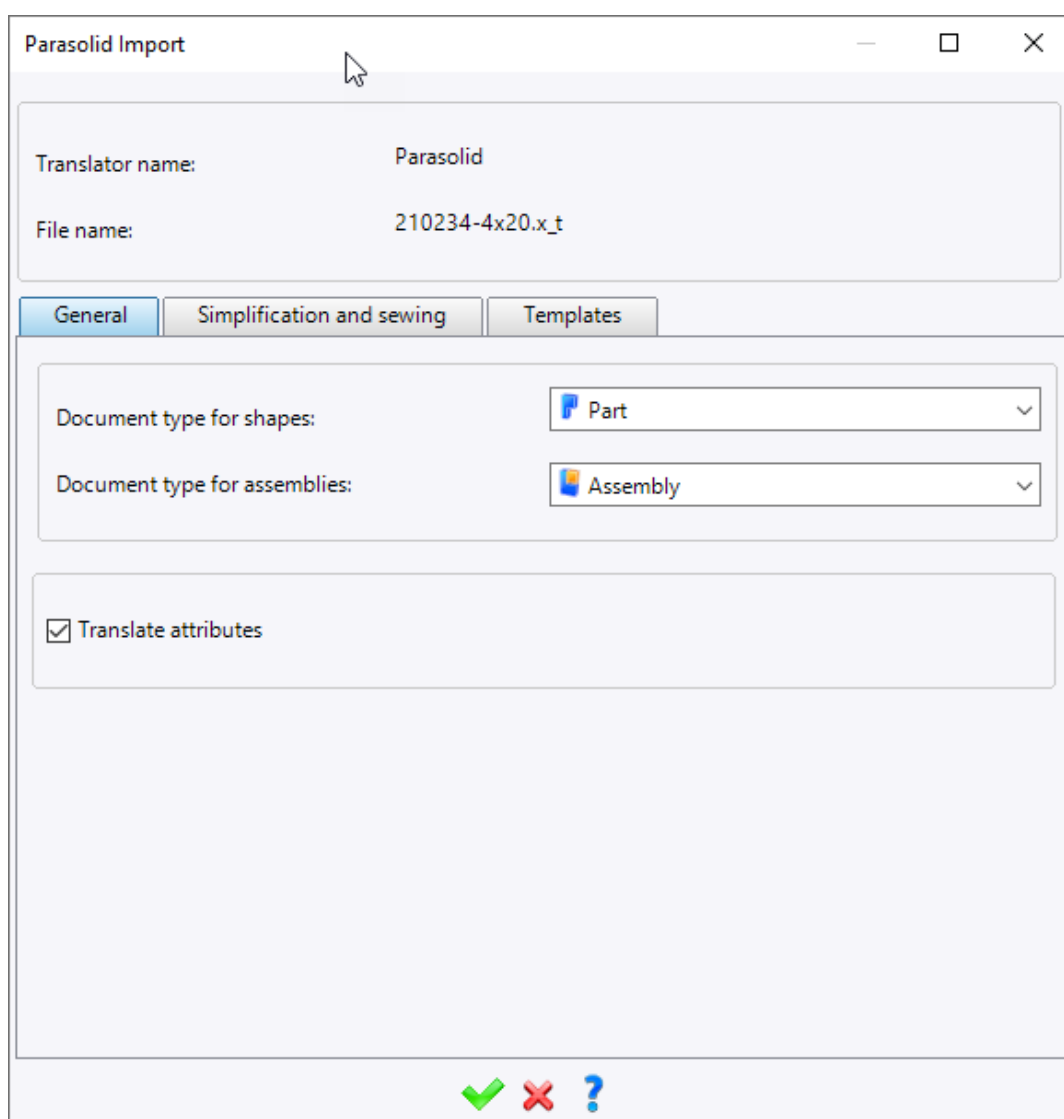 Parasolid Import
Translator name: Parasolid
File name: 210234-4x20.x_t
General Simplification and sewing Templates
Document type for shapes: Part
Document type for assemblies: Assembly
Translate attributes